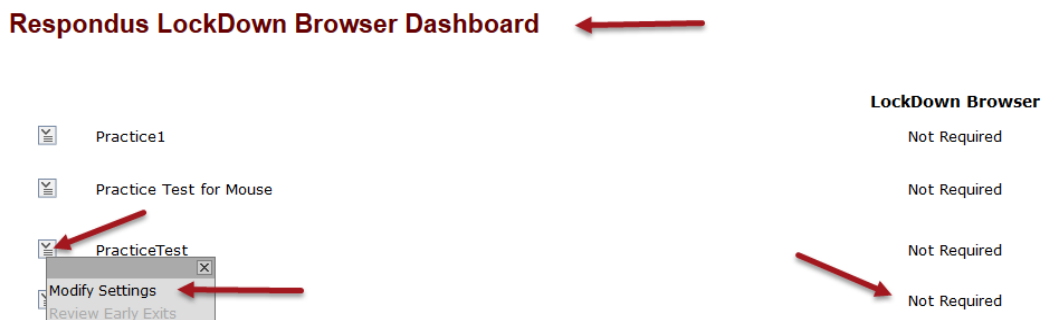 Respondus LockDown Browser Dashboard
LockDown Browser
Practice1 Not Required
Practice Test for Mouse Not Required
PracticeTest Not Required
Modify Settings Not Required
Review Early Exits